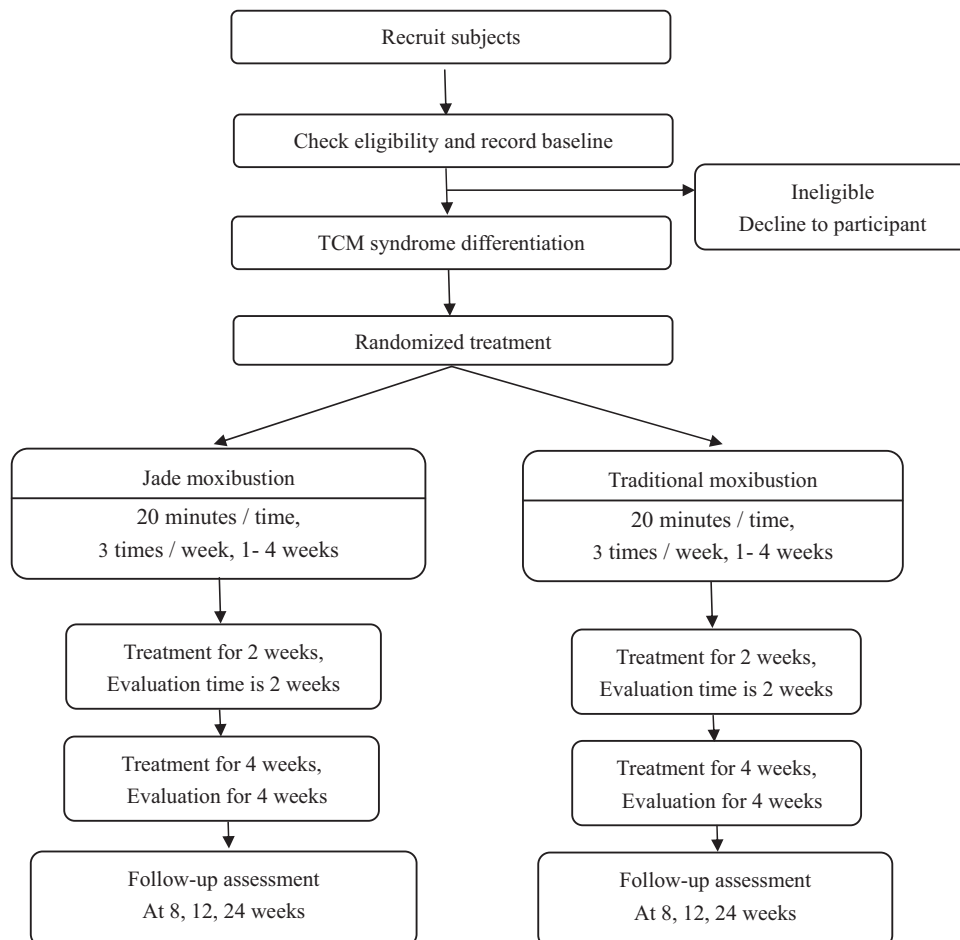 Recruit subjects
Check eligibility and record baseline
Ineligible
Decline to participant
TCM syndrome differentiation
Randomized treatment
Jade moxibustion
20 minutes / time,
3 times / week, 1- 4 weeks
Treatment for 2 weeks,
Evaluation time is 2 weeks
Treatment for 4 weeks,
Evaluation for 4 weeks
Follow-up assessment
At 8, 12, 24 weeks
Traditional moxibustion
20 minutes / time,
3 times / week, 1- 4 weeks
Treatment for 2 weeks,
Evaluation time is 2 weeks
Treatment for 4 weeks,
Evaluation for 4 weeks
Follow-up assessment
At 8, 12, 24 weeks